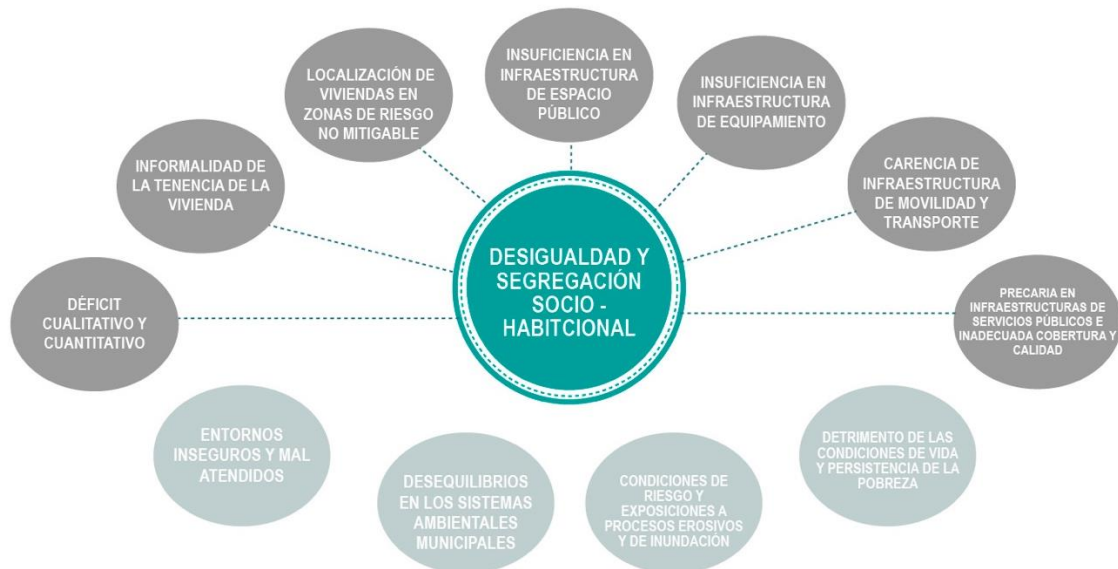 INSUFICIENCIA EN
INFRAESTRUCTURA
DE ESPACIO
PÚBLICO
LOCALIZACIÓN DE
VIVIENDAS EN
ZONAS DE RIESGO
NO MITIGABLE
INSUFICIENCIA EN
INFRAESTRUCTURA
DE EQUIPAMIENTO
INFORMALIDAD DE
LA TENENCIA DE LA
VIVIENDA
CARENCIA DE
INFRAESTRUCTURA
DE MOVILIDAD Y
TRANSPORTE
DESIGUALDAD Y
SEGREGACIÓN
SOCIO -
HABITCIONAL
DÉFICIT
CUALITATIVO Y
CUANTITATIVO
PRECARIA EN
INFRAESTRUCTURAS DE
SERVICIOS PÚBLICOS E
INADECUADA COBERTURA Y
CALIDAD
ENTORNOS
INSEGUROS Y MAL
ATENDIDOS
DESEQUILIBRIOS
EN LOS SISTEMAS
AMBIENTALES
MUNICIPALES
CONDICIONES DE
RIESGO Y
EXPOSICIONES A
PROCESOS EROSIVOS
Y DE INUNDACIÓN
DETRIMENTO DE LAS
CONDICIONES DE VIDA
Y PERSISTENCIA DE LA
POBREZA